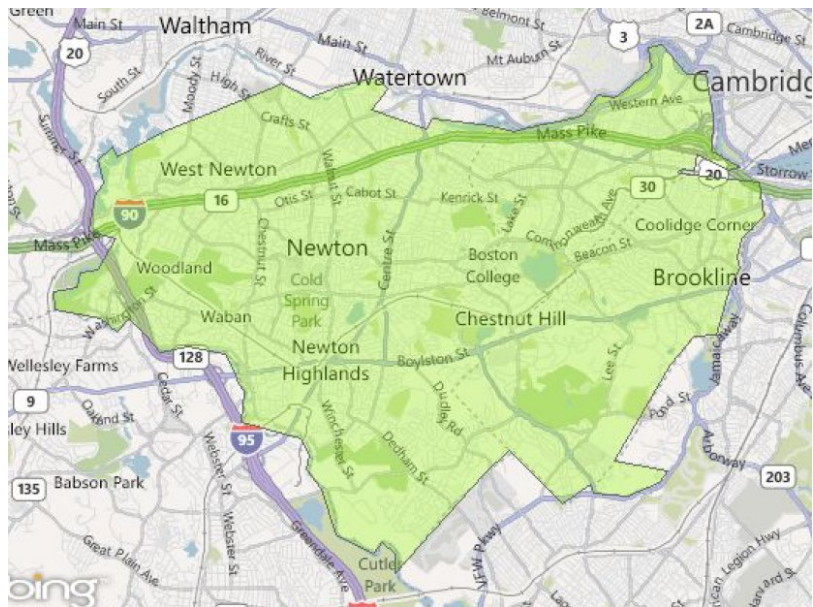 Green
Main St
Waltham
Belmont St
2A
3
Cambridge St
20
Main St
Mt Auburn St
River St
South St
Moody St
High St
Watertown
Cambridg
Western Ave
Summer St
Crafts St
Mass Pike
Walnut St
West Newton
Storrow
20
30
16
Otis St
Cabot St
Kenrick St
Lake St
Commonwealth Ave
90
Coolidge Corner
Mass Pike
Chestnut St
Newton
Centre St
Boston
College
Beacon St
Woodland
Cold
Spring
Park
Brookline
Washington St
Waban
Chestnut Hill
Columbus Ave
Jamaicaway
128
Newton
Highlands
Boylston St
Lee St
Wellesley Farms
Cedar St
9
Dudley Rd
Pond St
Oakland St
ley Hills
Winchester St
Dedham St
95
Arborway
Webster St
203
135
Babson Park
Webster St
Greendale Ave
VFW Pkwy
Great Plain Ave
Cutler
Park
can Legion Hwy
Harvard St
bing